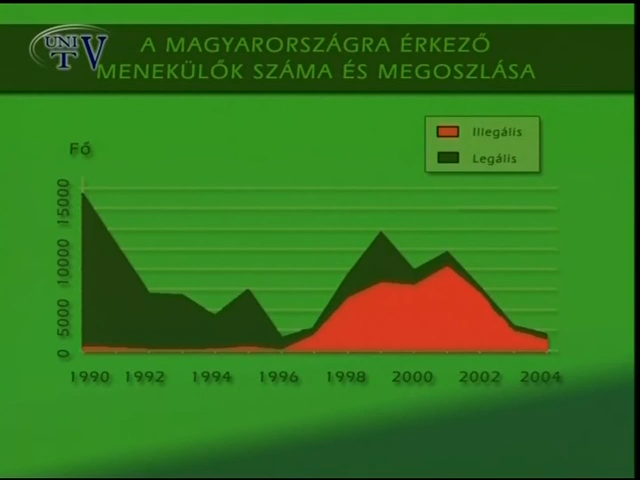 UNI
TV
A MAGYARORSZÁGRA ÉRKEZŐ
MENEKÜLŐK SZÁMA ÉS MEGOSZLÁSA
Illegális
Legális
Fő
15000
10000
5000
0
1990 1992 1994 1996 1998 2000 2002 2004